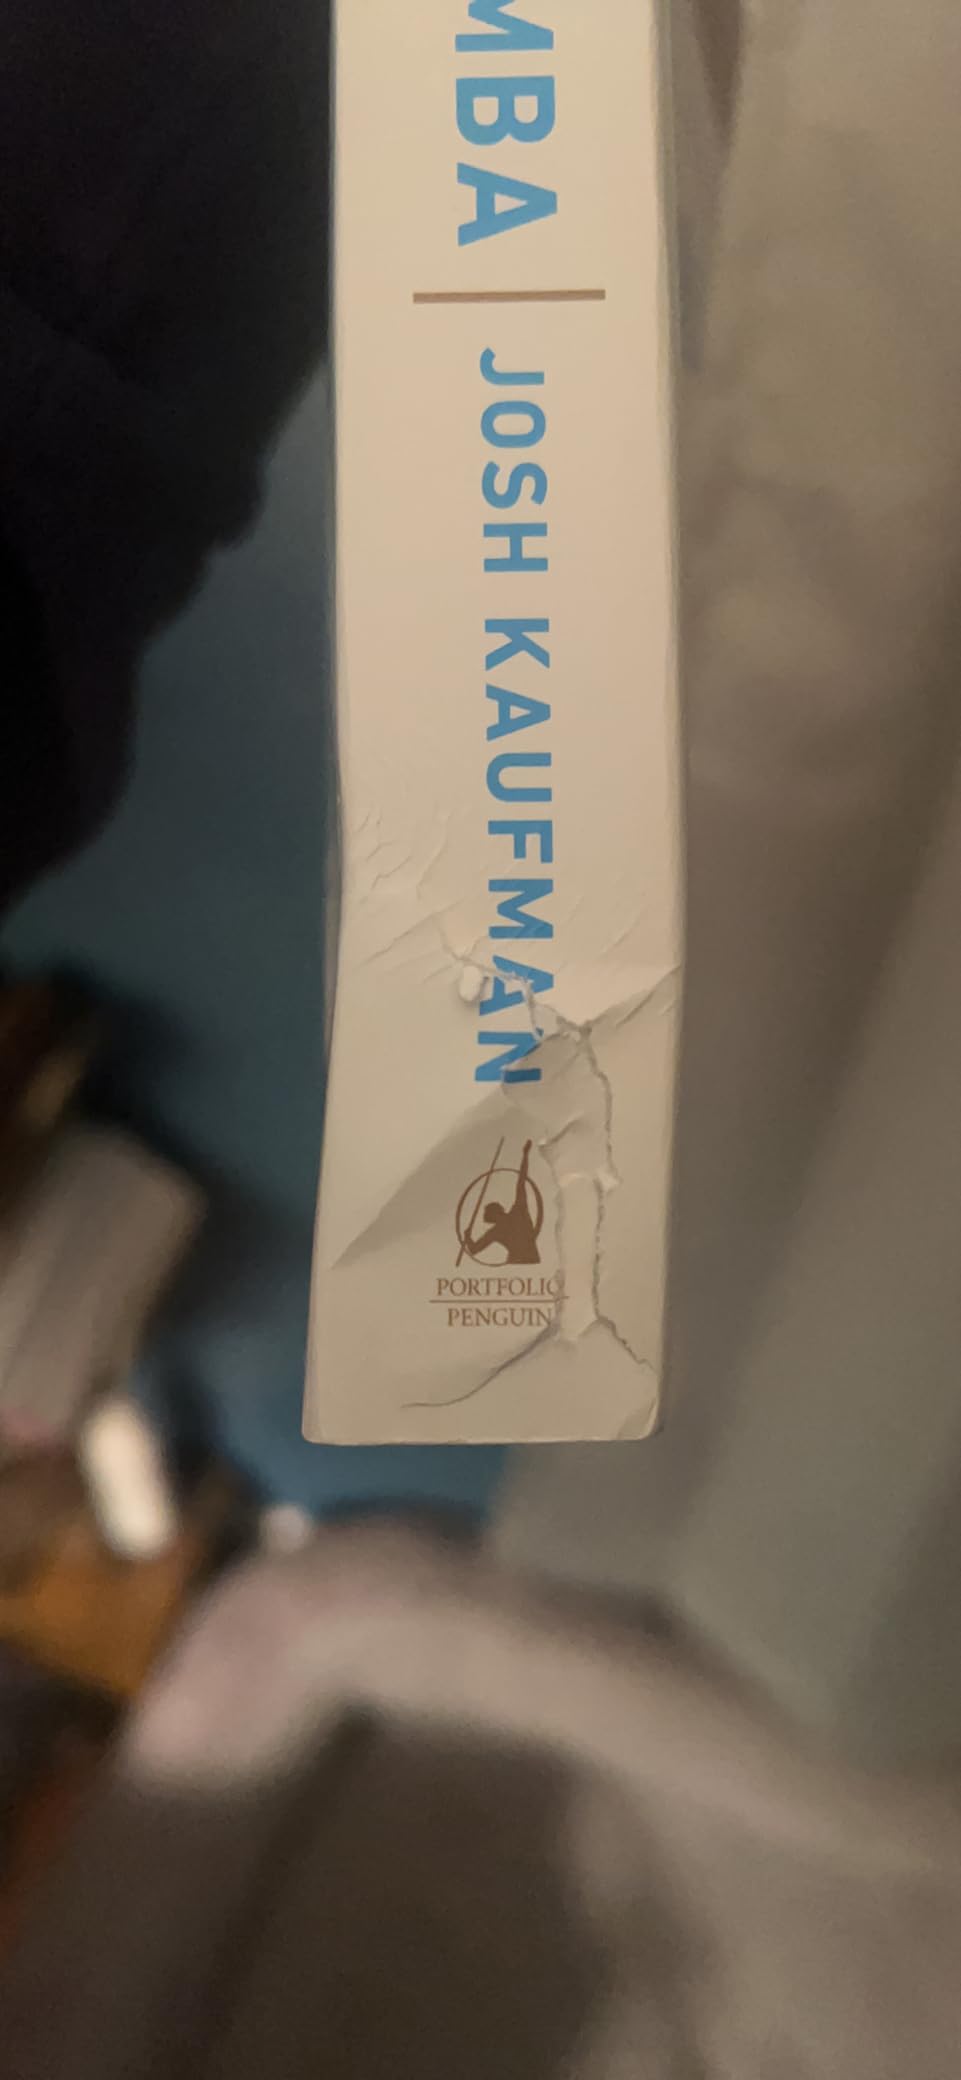 MBA | JOSH KAUFMAN
PORTFOLIO
PENGUIN